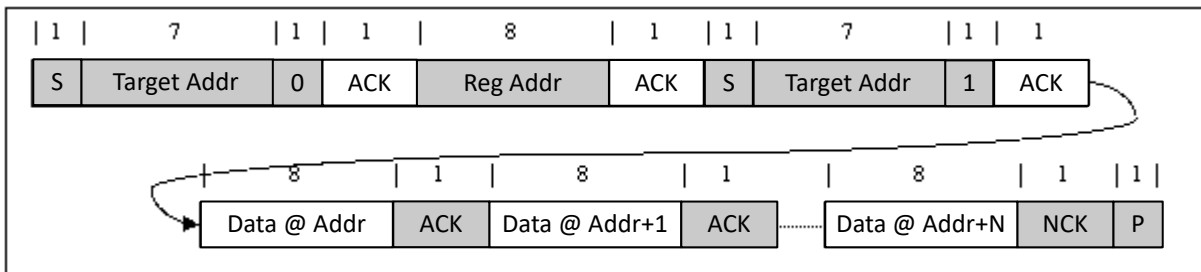 | 1 | 7 | 1 | 1 | 8 | 1 | 1 | 7 | 1 | 1
S Target Addr 0 ACK Reg Addr ACK S Target Addr 1 ACK
| 8 | 1 | 8 | 1 | 8 | 1 | 1 |
Data @ Addr ACK Data @ Addr+1 ACK Data @ Addr+N NCK P